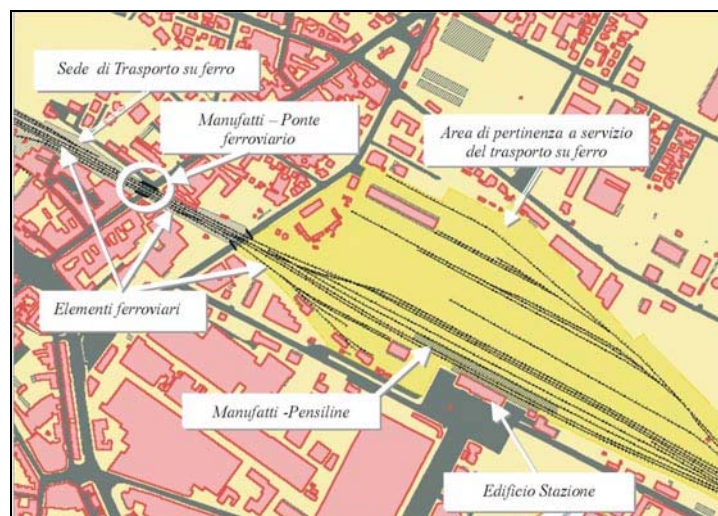 Sede di Trasporto su ferro
Manufatti – Ponte
ferroviario
Area di pertinenza a servizio
del trasporto su ferro
Elementi ferroviari
Manufatti -Pensiline
Edificio Stazione